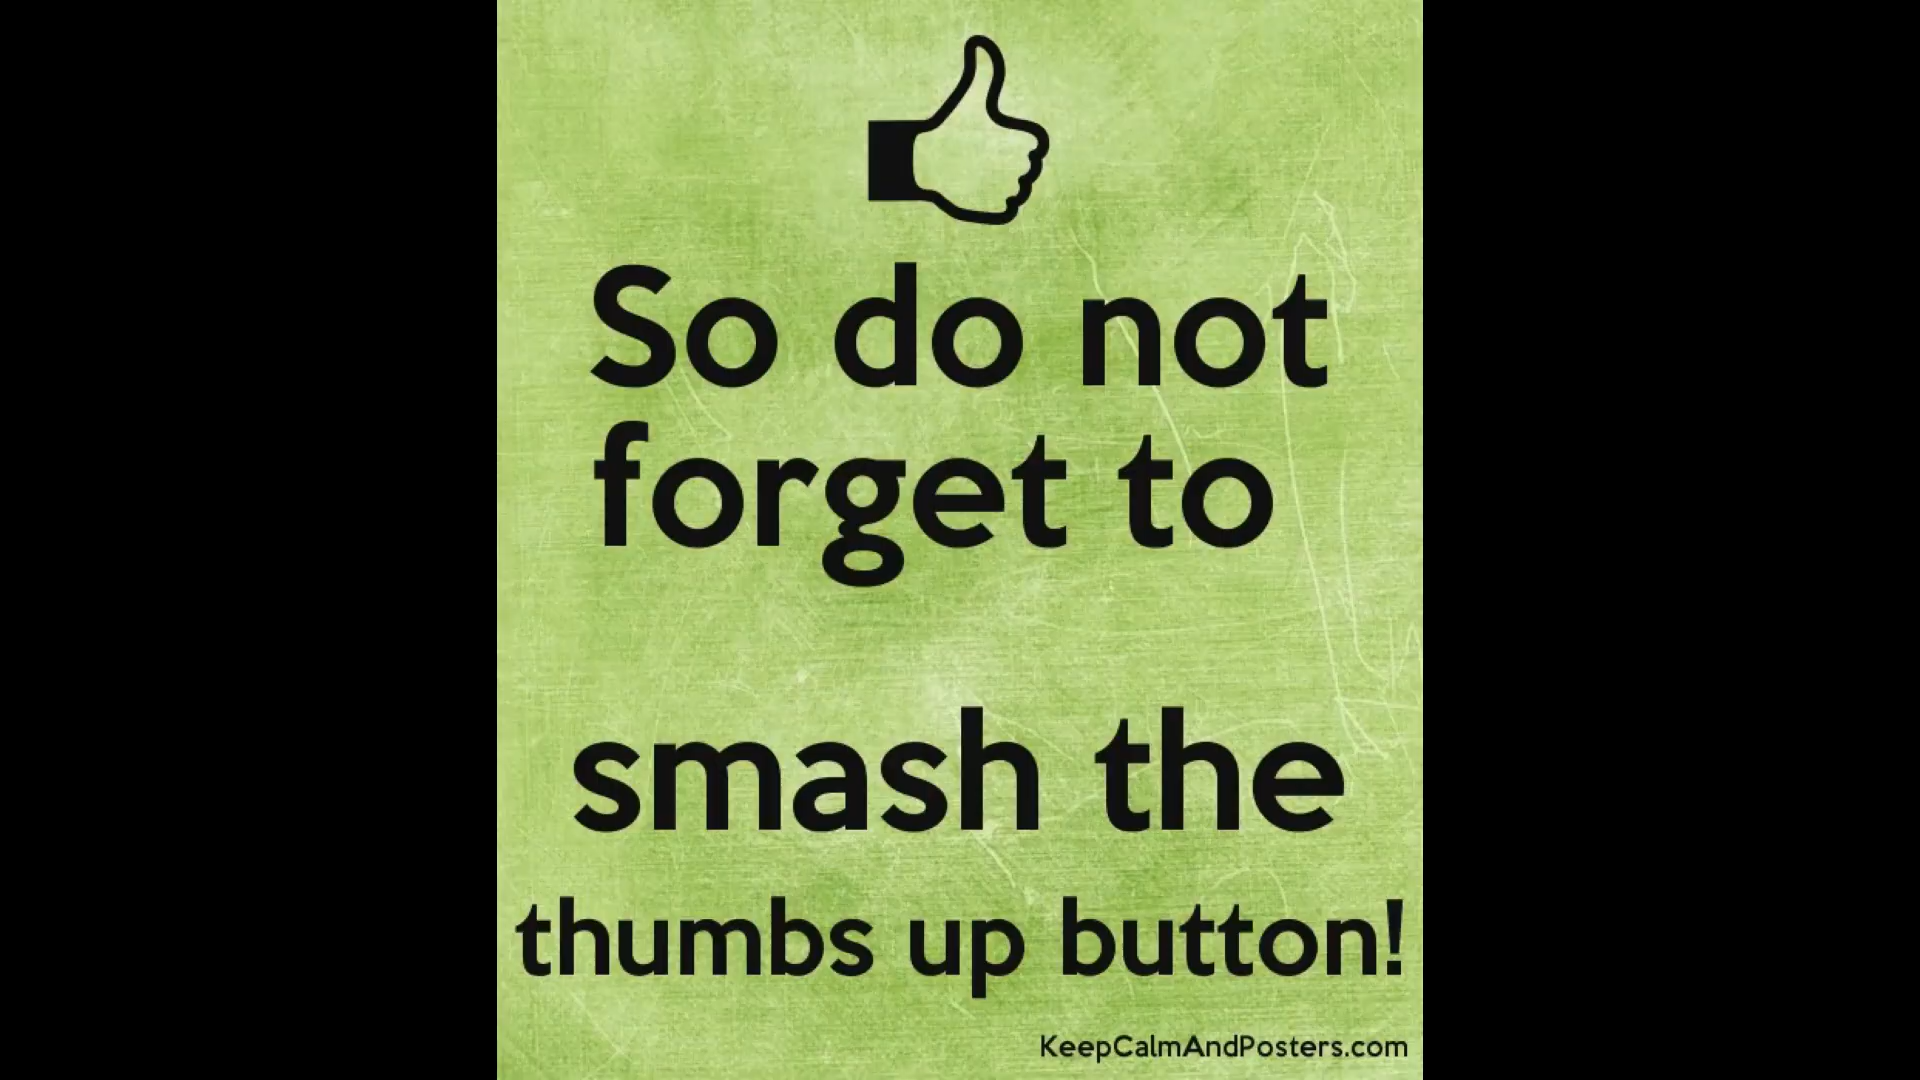 So do not
forget to
smash the
thumbs up button!
KeepCalmAndPosters.com